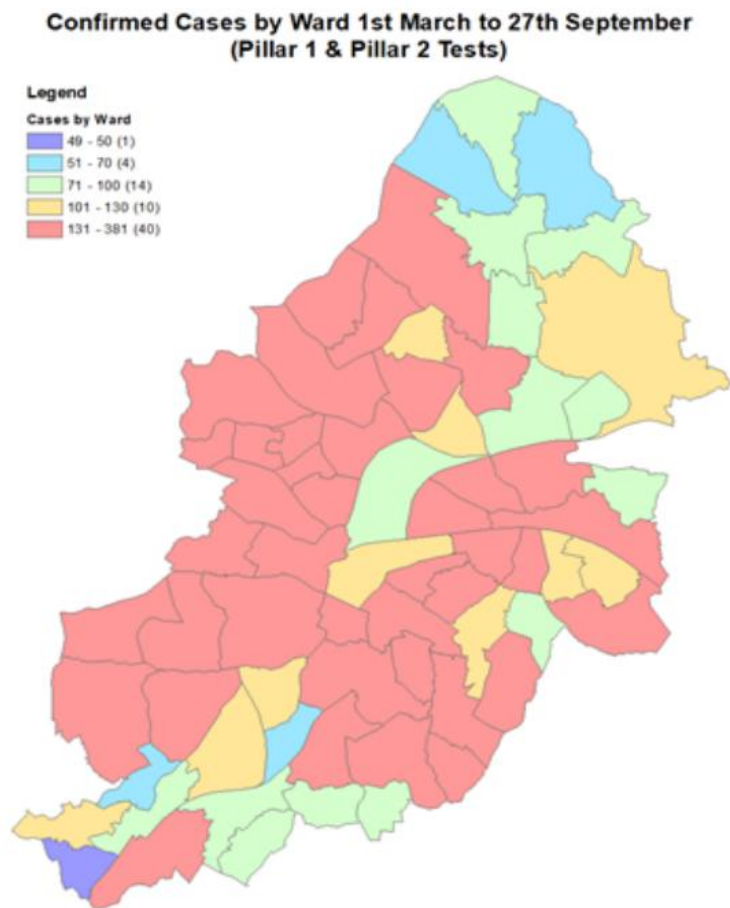 Confirmed Cases by Ward 1st March to 27th September
(Pillar 1 & Pillar 2 Tests)
Legend
Cases by Ward
49 - 50 (1)
51 - 70 (4)
71 - 100 (14)
101 - 130 (10)
131 - 381 (40)